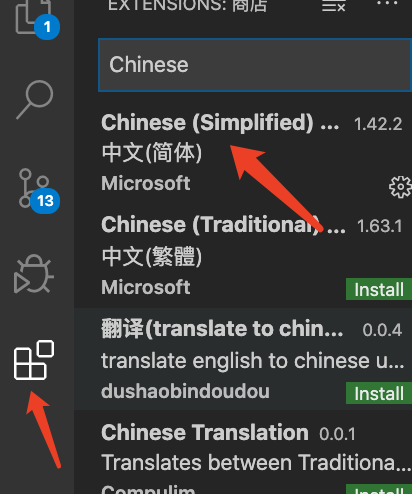 EXTENSIONS: 商店
1
Chinese
Chinese (Simplified) ... 1.42.2
中文(简体)
Microsoft
13
Chinese (Traditional) ... 1.63.1
中文(繁體)
Microsoft Install
翻译(translate to chin... 0.0.4
translate english to chinese u...
dushaobindoudou Install
Chinese Translation 0.0.1
Translates between Traditiona...
Compulim Install